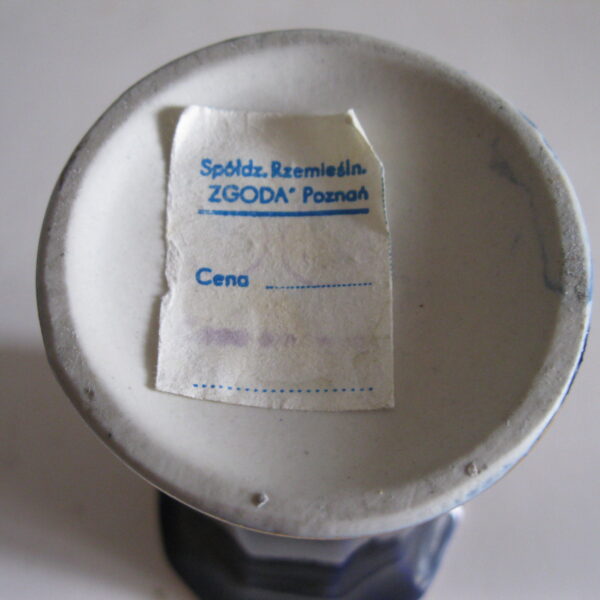 Spółdz. Rzemieśln.
ZGODA" Poznań
Cena